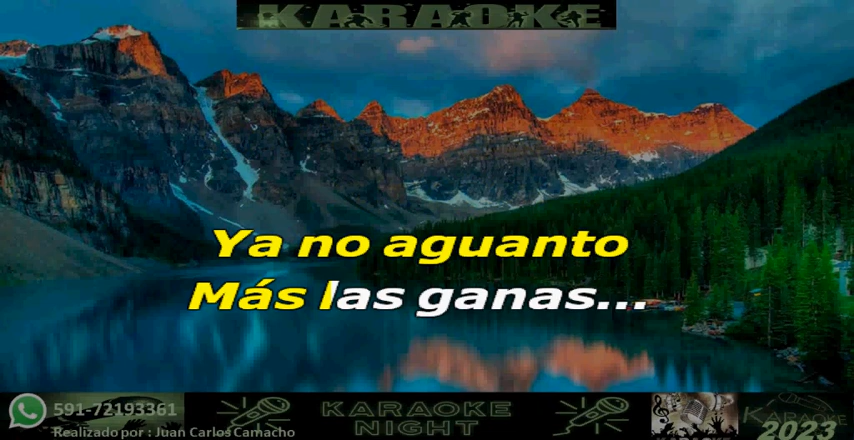 KARAOKE
Ya no aguanto
Más las ganas...
591-72193361
Realizado por : Juan Carlos Camacho
KARAOKE
NIGHT
KARAOKE
2023